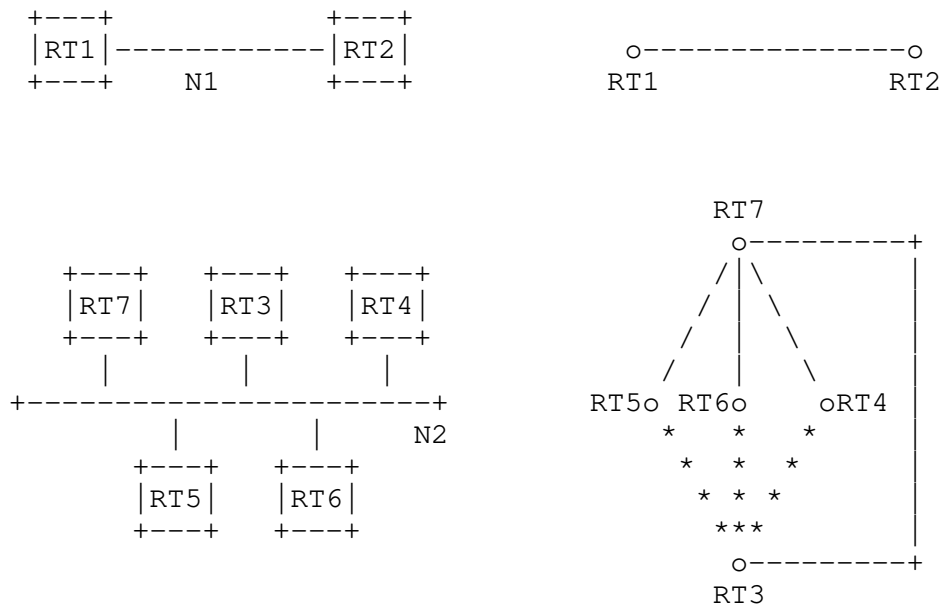 RT1 RT2
N1
RT1 RT2
RT7
RT7 RT3 RT4
RT5 RT6 RT4
N2
RT5 RT6
RT3